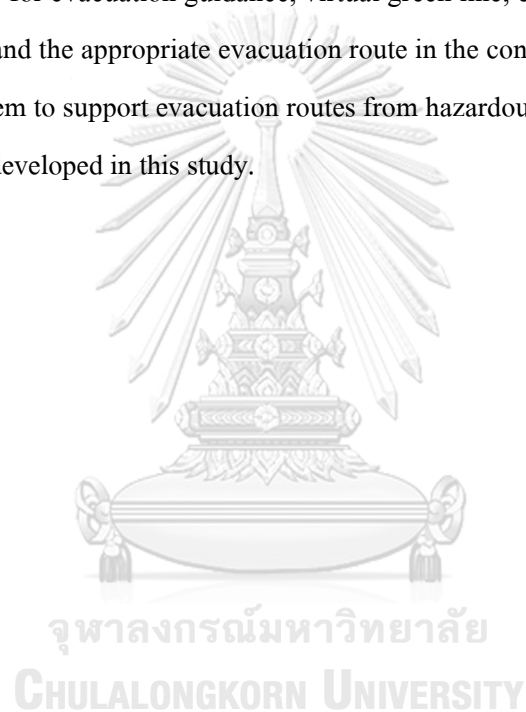 for evacuation guidance, virtual green line, e
and the appropriate evacuation route in the con
em to support evacuation routes from hazardou
developed in this study.
จุฬาลงกรณ์มหาวิทยาลัย
CHULALONGKORN UNIVERSITY